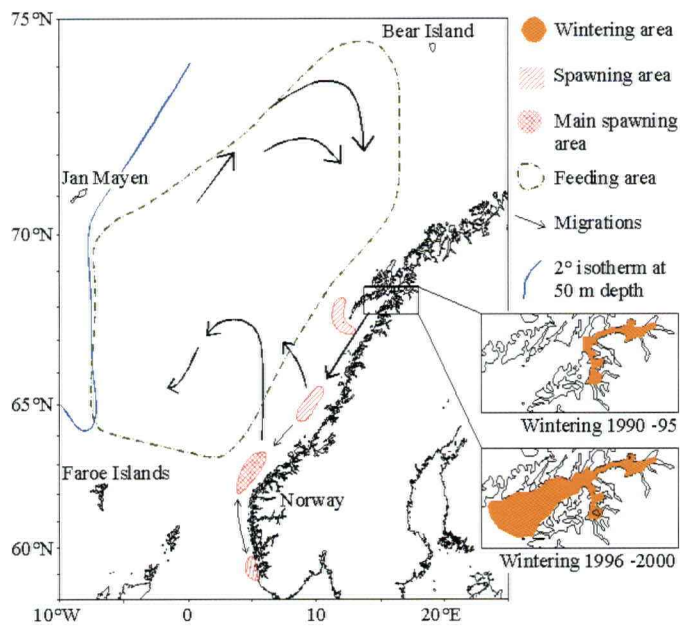 75°N
Bear Island
Jan Mayen
70°N
65°N
Faroe Islands
Norway
60°N
10°W
0
10
20°E
Wintering area
Spawning area
Main spawning
area
Feeding area
Migrations
2° isotherm at
50 m depth
Wintering 1990 -95
Wintering 1996 -2000